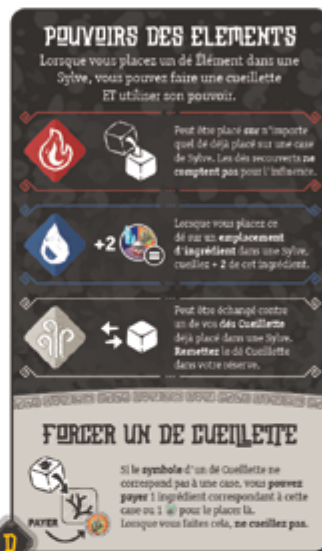 POUVOIRS DES ELEMENTS
Lorsque vous placez un dé Élément dans une
Sylve, vous pouvez faire une cueillette
ET utiliser son pouvoir.
Peut être placé sur n'importe
quel dé déjà placé sur une case
de Sylve. Les dés recouverts ne
comptent pas pour l'influence.
+2
Lorsque vous placez ce
dé sur un emplacement
d'ingrédient dans une Sylve,
cueillez + 2 de cet ingrédient.
Peut être échangé contre
un de vos dés Cueillette
déjà placé dans une Sylve.
Remettez le dé Cueillette
dans votre réserve.
FORCER UN DE CUEILLETTE
Si le symbole d'un dé Cueillette ne
correspond pas à une case, vous pouvez
payer 1 ingrédient correspondant à cette
case ou 1 pour le placer là.
Lorsque vous faites cela, ne cueillez pas.
PAYER
D